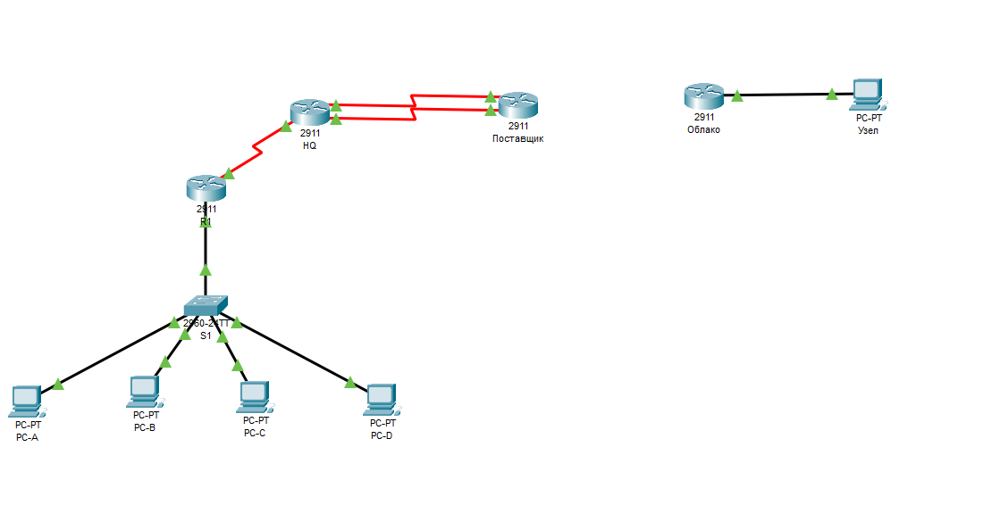 2911
HQ
2911
Поставщик
2911
Облако
PC-PT
Узел
2911
R1
2960-24TT
S1
PC-PT
PC-A
PC-PT
PC-B
PC-PT
PC-C
PC-PT
PC-D